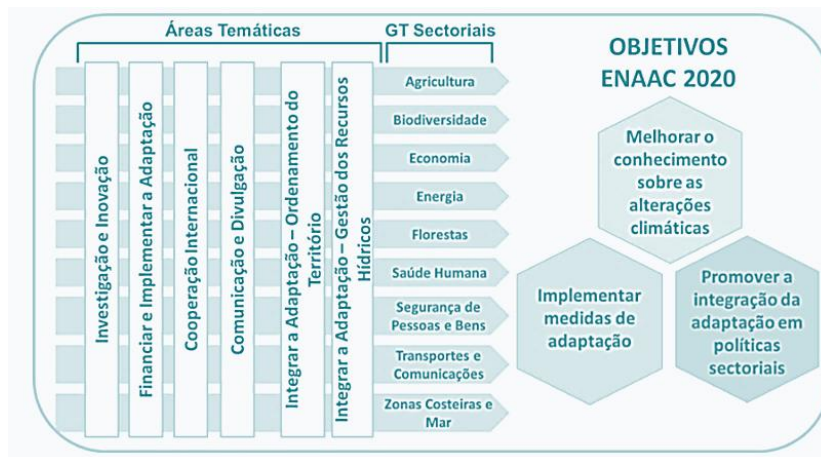 Áreas Temáticas
GT Sectoriais
Investigação e Inovação
Financiar e Implementar a Adaptação
Cooperação Internacional
Comunicação e Divulgação
Integrar a Adaptação – Ordenamento do
Território
Integrar a Adaptação – Gestão dos Recursos
Hídricos
Agricultura
Biodiversidade
Economia
Energia
Florestas
Saúde Humana
Segurança de
Pessoas e Bens
Transportes e
Comunicações
Zonas Costeiras e
Mar
OBJETIVOS
ENAAC 2020
Melhorar o
conhecimento
sobre as
alterações
climáticas
Implementar
medidas de
adaptação
Promover a
integração da
adaptação em
políticas
sectoriais